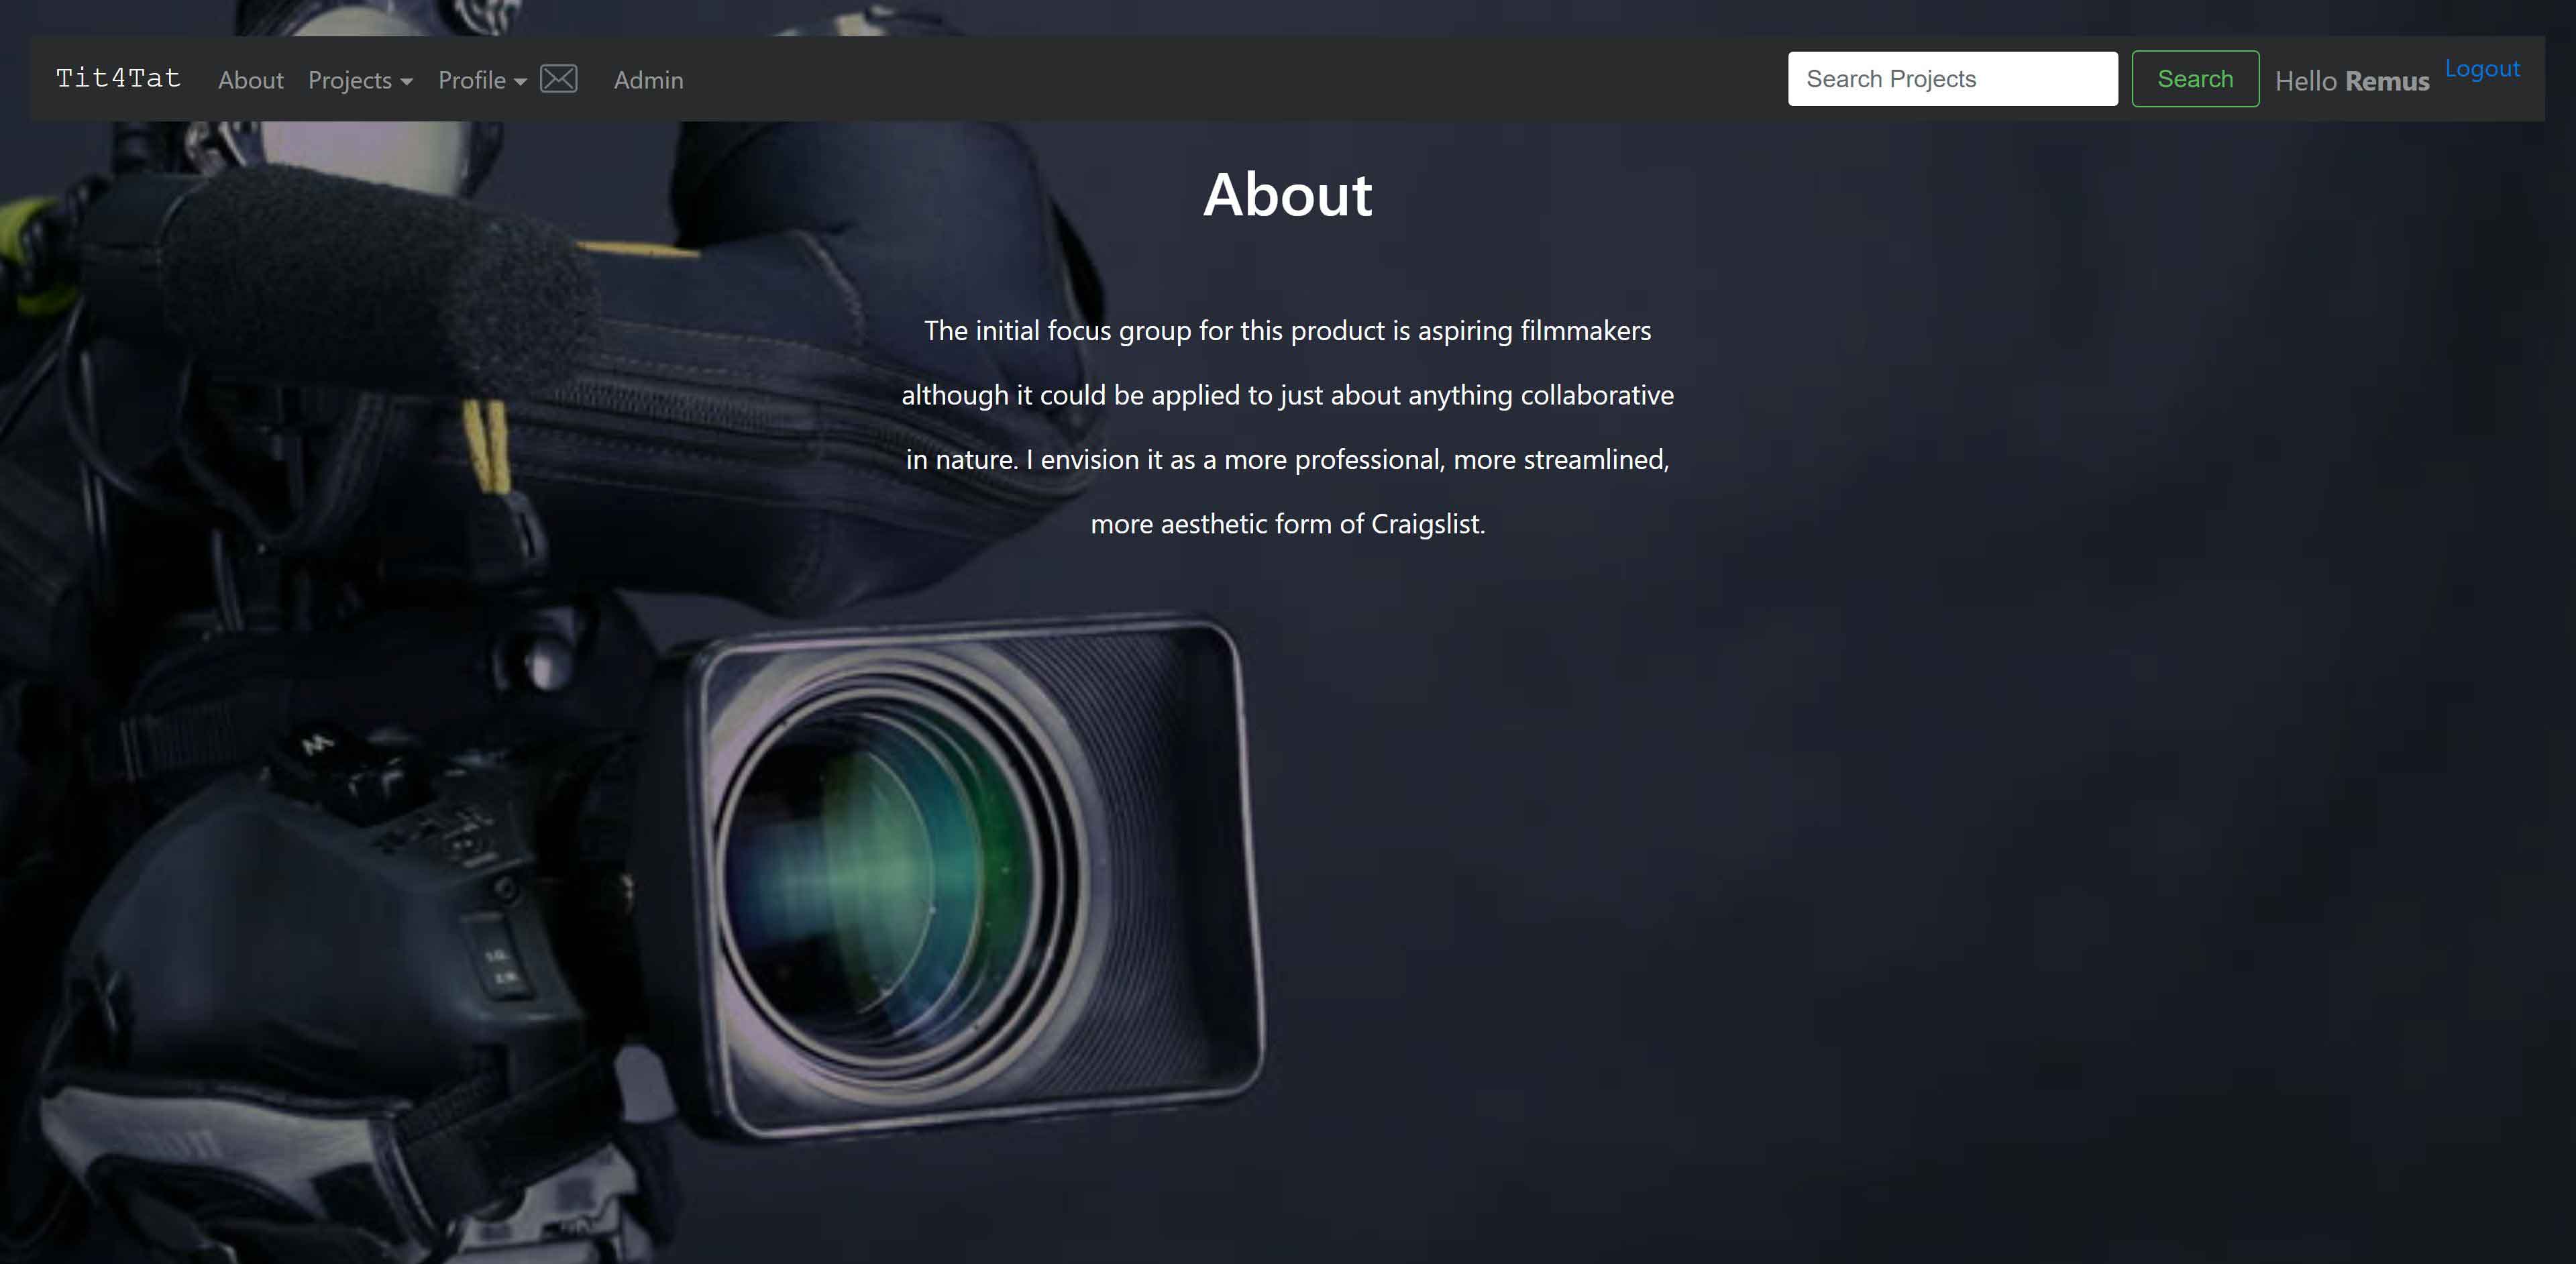 Tit4Tat About Projects Profile Admin Search Projects Search Hello Remus Logout
About
The initial focus group for this product is aspiring filmmakers
although it could be applied to just about anything collaborative
in nature. I envision it as a more professional, more streamlined,
more aesthetic form of Craigslist.
W